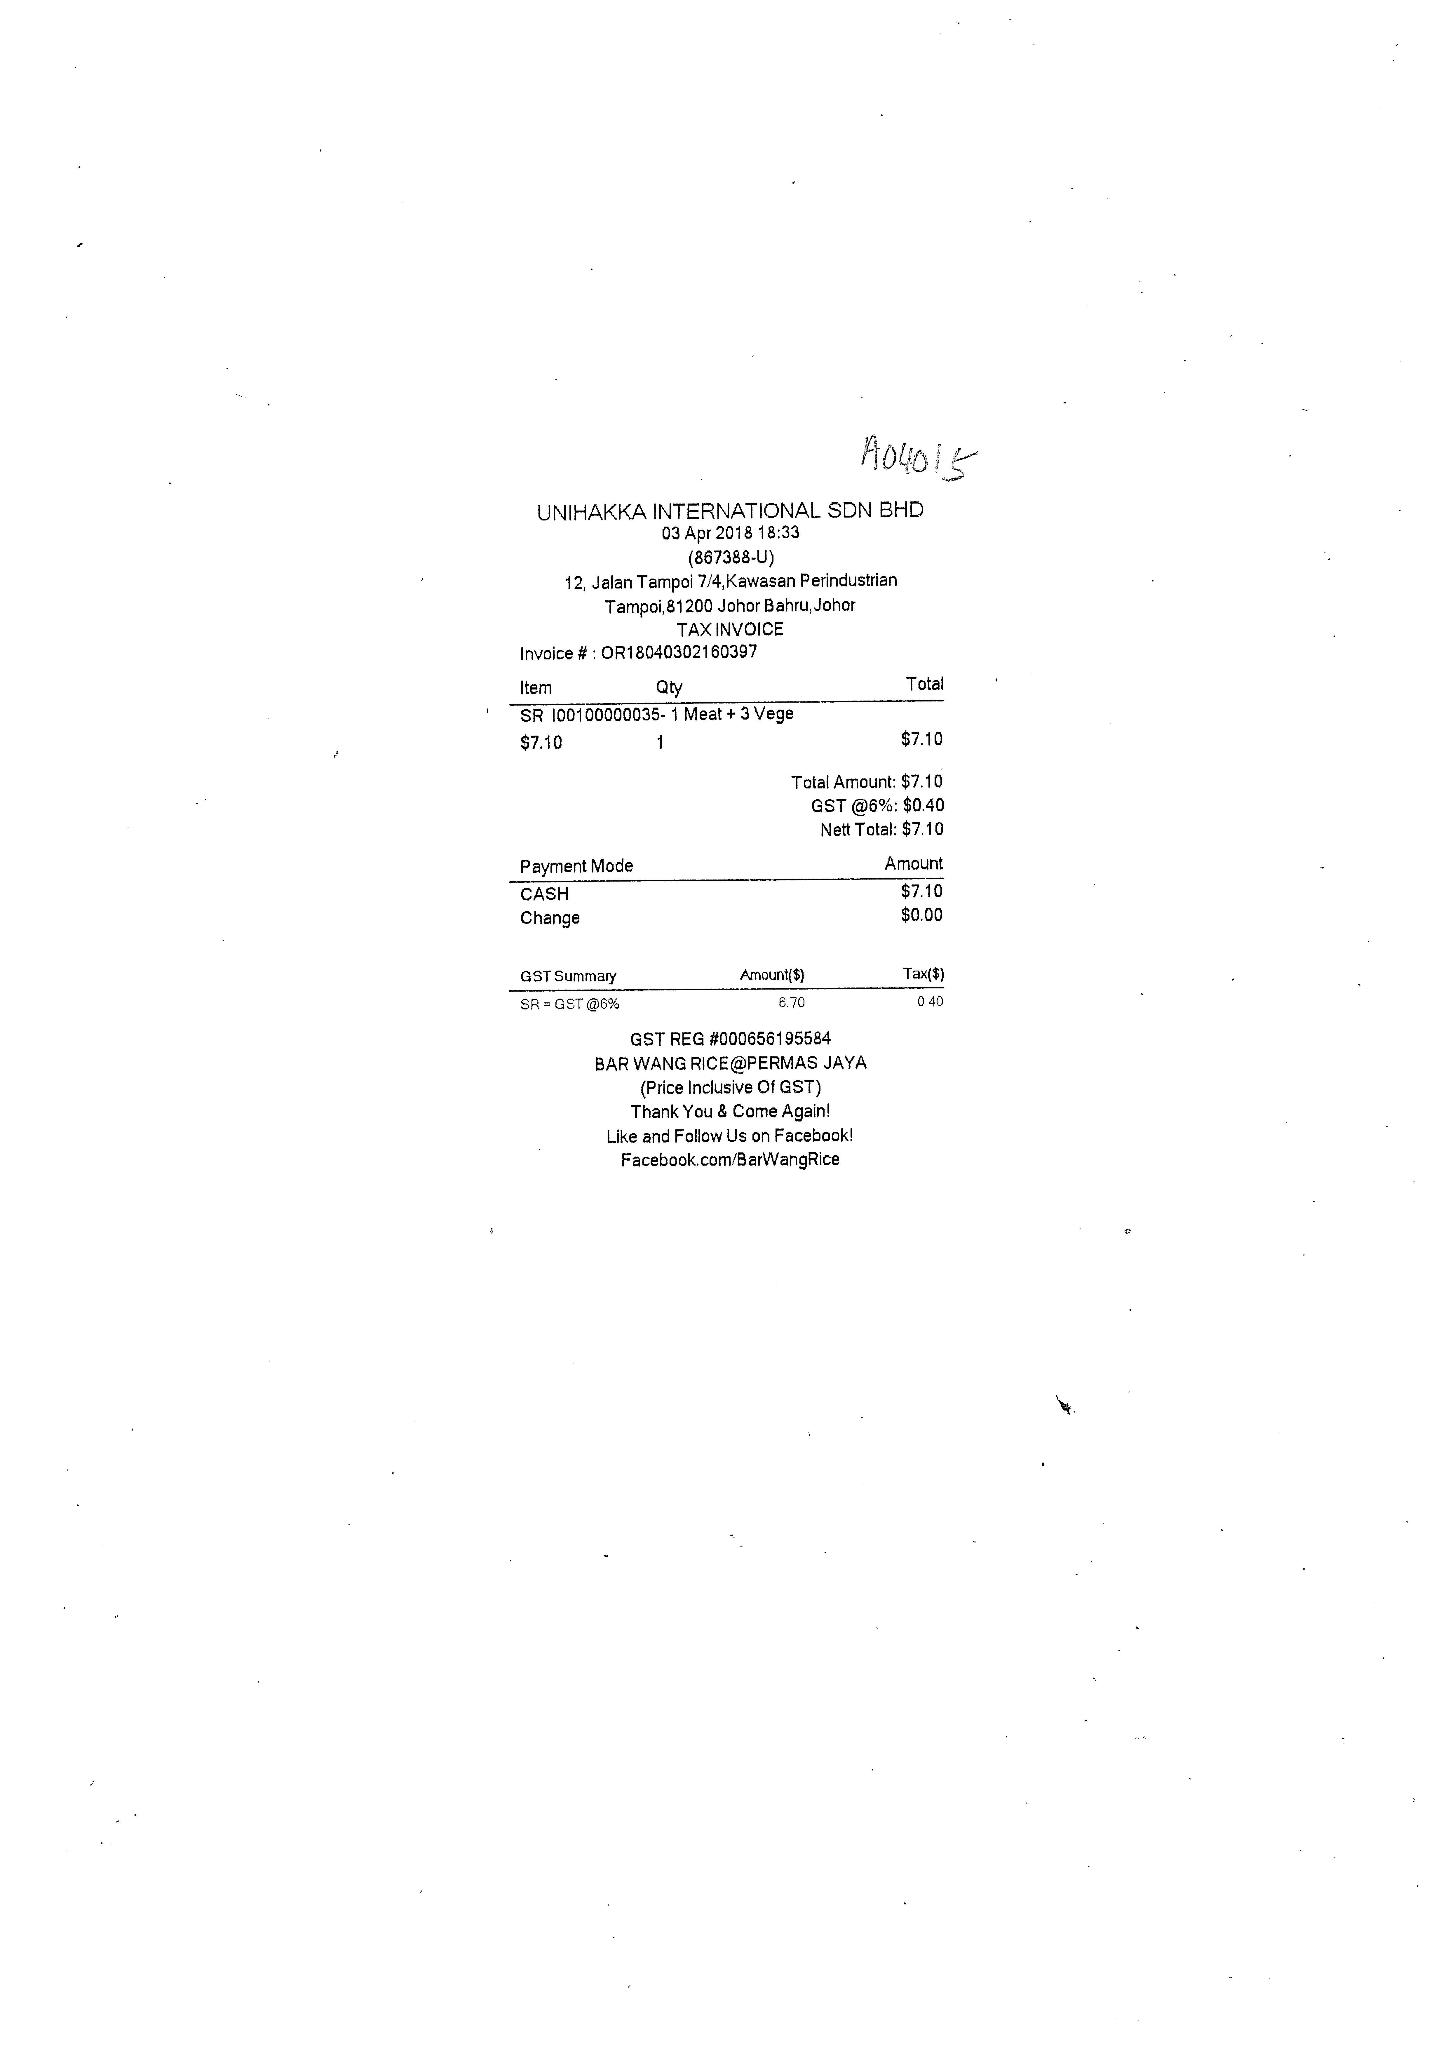 A04015
UNIHAKKA INTERNATIONAL SDN BHD
03 Apr 2018 18:33
(867388-U)
12, Jalan Tampoi 7/4,Kawasan Perindustrian
Tampoi,81200 Johor Bahru,Johor
TAX INVOICE
Invoice # : OR18040302160397
Item Qty Total
SR I00100000035- 1 Meat + 3 Vege
$7.10 1 $7.10
Total Amount: $7.10
GST @6%: $0.40
Nett Total: $7.10
Payment Mode Amount
CASH $7.10
Change $0.00
GST Summary Amount($) Tax($)
SR = GST @6% 6.70 0.40
GST REG #000656195584
BAR WANG RICE@PERMAS JAYA
(Price Inclusive Of GST)
Thank You & Come Again!
Like and Follow Us on Facebook!
Facebook.com/BarWangRice